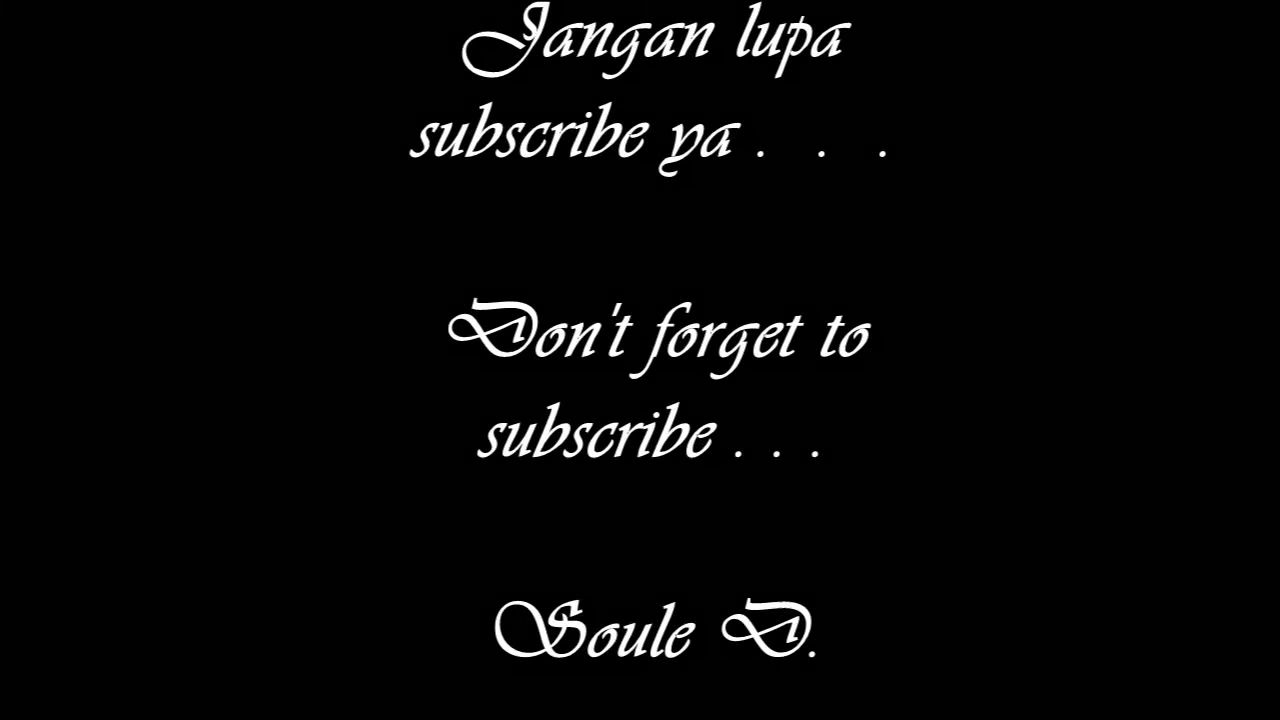 Jangan lupa
subscribe ya . . .
Don't forget to
subscribe . . .
Soule D.